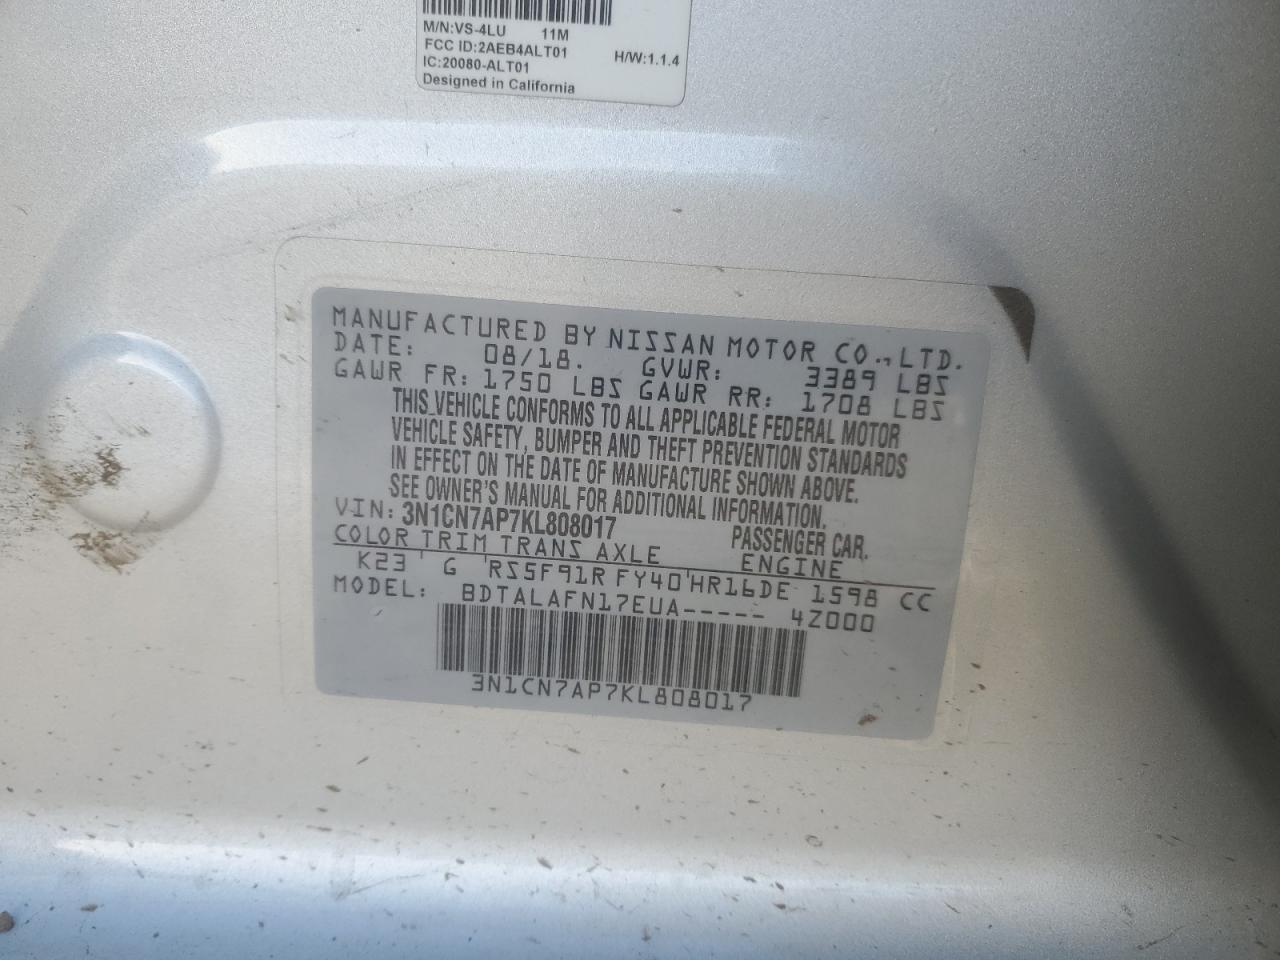 M/N:VS-4LU 11M
FCC ID:2AEB4ALT01 H/W:1.1.4
IC:20080-ALT01
Designed in California
MANUFACTURED BY NISSAN MOTOR CO., LTD.
DATE: 08/18. GVWR: 3389 LBS
GAWR FR: 1750 LBS GAWR RR: 1708 LBS
THIS VEHICLE CONFORMS TO ALL APPLICABLE FEDERAL MOTOR
VEHICLE SAFETY, BUMPER AND THEFT PREVENTION STANDARDS
IN EFFECT ON THE DATE OF MANUFACTURE SHOWN ABOVE.
SEE OWNER'S MANUAL FOR ADDITIONAL INFORMATION.
VIN: 3N1CN7AP7KL808017 PASSENGER CAR.
COLOR TRIM TRANS AXLE ENGINE
K23 ' G 'RS5F91R FY40'HR16DE 1598 CC
MODEL: BDTALAFN17EUA----- 4Z000
3N1CN7AP7KL808017